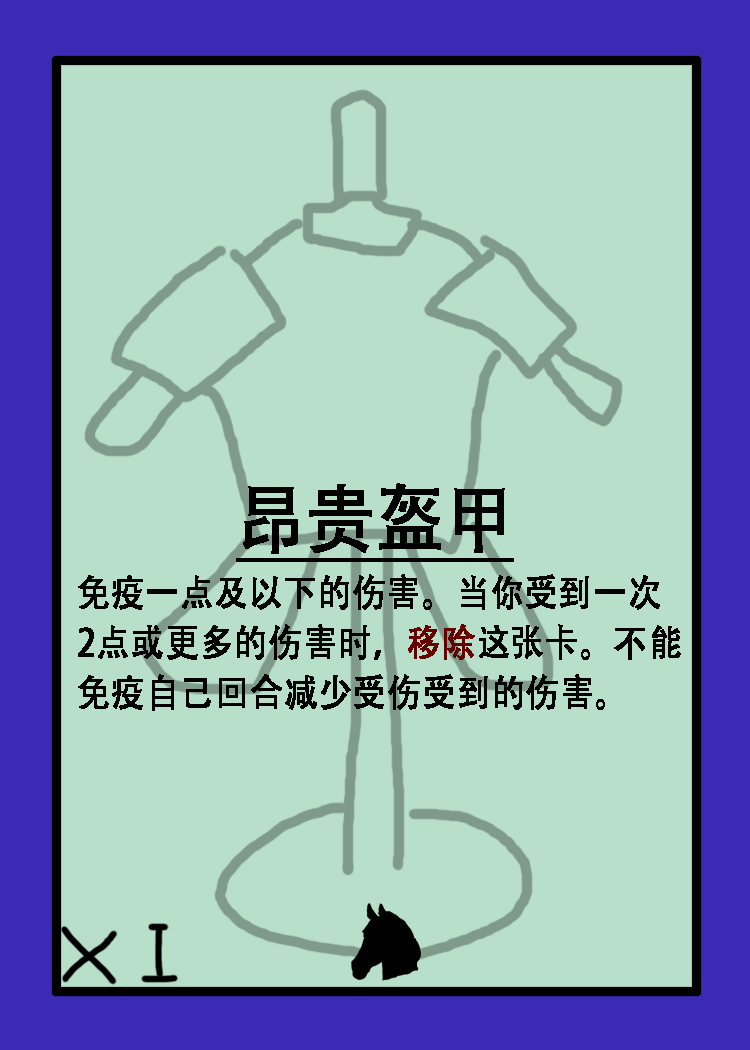 昂贵盔甲
免疫一点及以下的伤害。当你受到一次
2点或更多的伤害时，移除这张卡。不能
免疫自己回合减少受伤受到的伤害。
XI